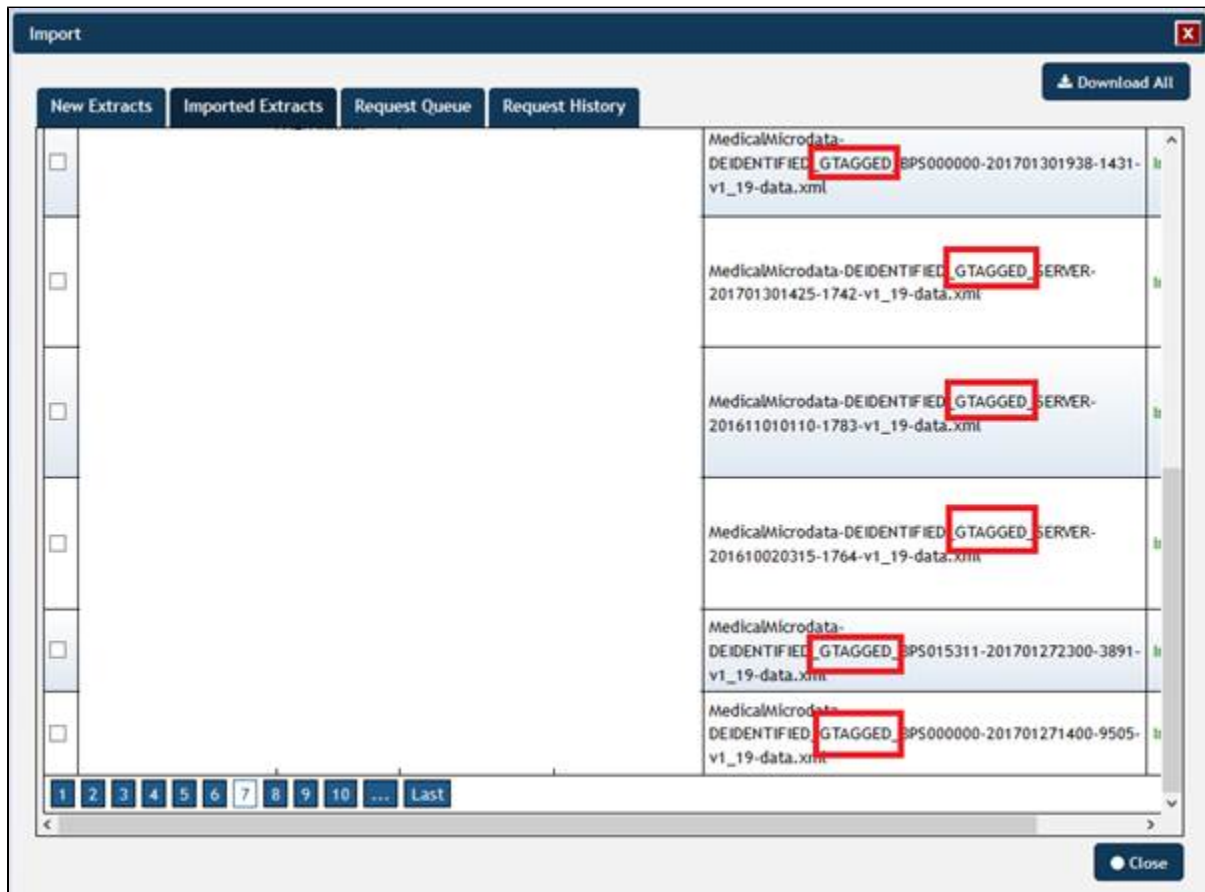 Import
X
Download All
New Extracts Imported Extracts Request Queue Request History
MedicalMicrodata-
DEIDENTIFIED_GTAGGED_BPS000000-201701301938-1431-
v1_19-data.xml
MedicalMicrodata-DEIDENTIFIED_GTAGGED_SERVER-
201701301425-1742-v1_19-data.xml
MedicalMicrodata-DEIDENTIFIED_GTAGGED_SERVER-
201611010110-1783-v1_19-data.xml
MedicalMicrodata-DEIDENTIFIED_GTAGGED_SERVER-
201610020315-1764-v1_19-data.xml
MedicalMicrodata-
DEIDENTIFIED_GTAGGED_BPS015311-201701272300-3891-
v1_19-data.xml
MedicalMicrodata-
DEIDENTIFIED_GTAGGED_BPS000000-201701271400-9505-
v1_19-data.xml
1 2 3 4 5 6 7 8 9 10 ... Last
Close